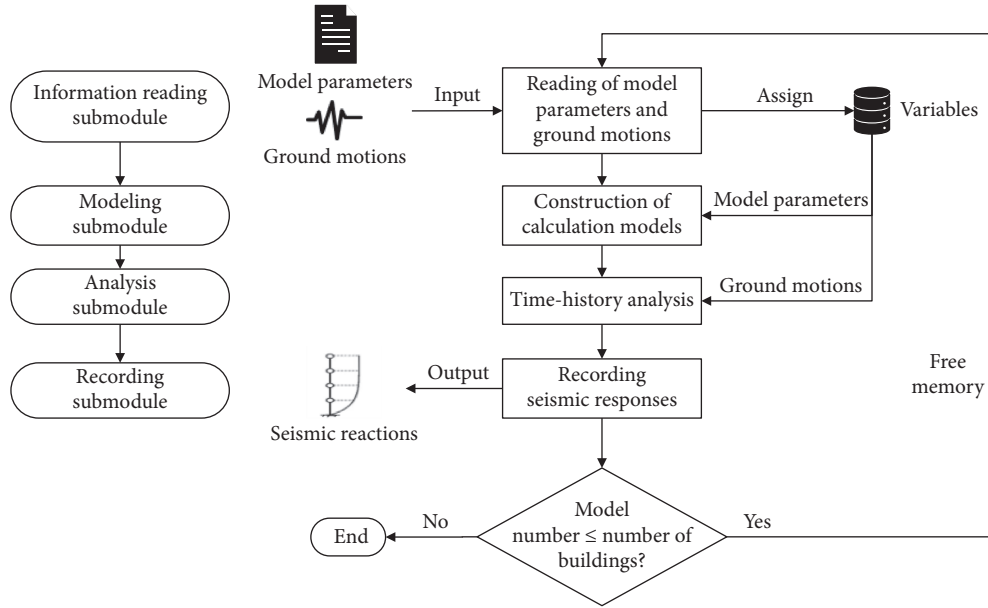 Information reading
submodule
Modeling
submodule
Analysis
submodule
Recording
submodule
Model parameters
Ground motions
Input
Reading of model
parameters and
ground motions
Assign
Variables
Construction of
calculation models
Model parameters
Time-history analysis
Ground motions
Recording
seismic responses
Output
Seismic reactions
Free
memory
Model
number ≤ number of
buildings?
No
Yes
End